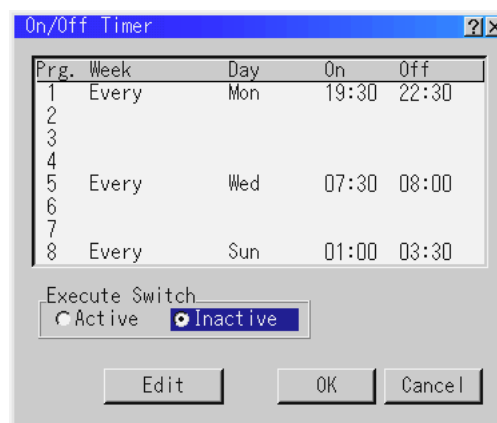 On/Off Timer ? X
Prg. Week Day On Off
1 Every Mon 19:30 22:30
2
3
4
5 Every Wed 07:30 08:00
6
7
8 Every Sun 01:00 03:30
Execute Switch
Active Inactive
Edit OK Cancel